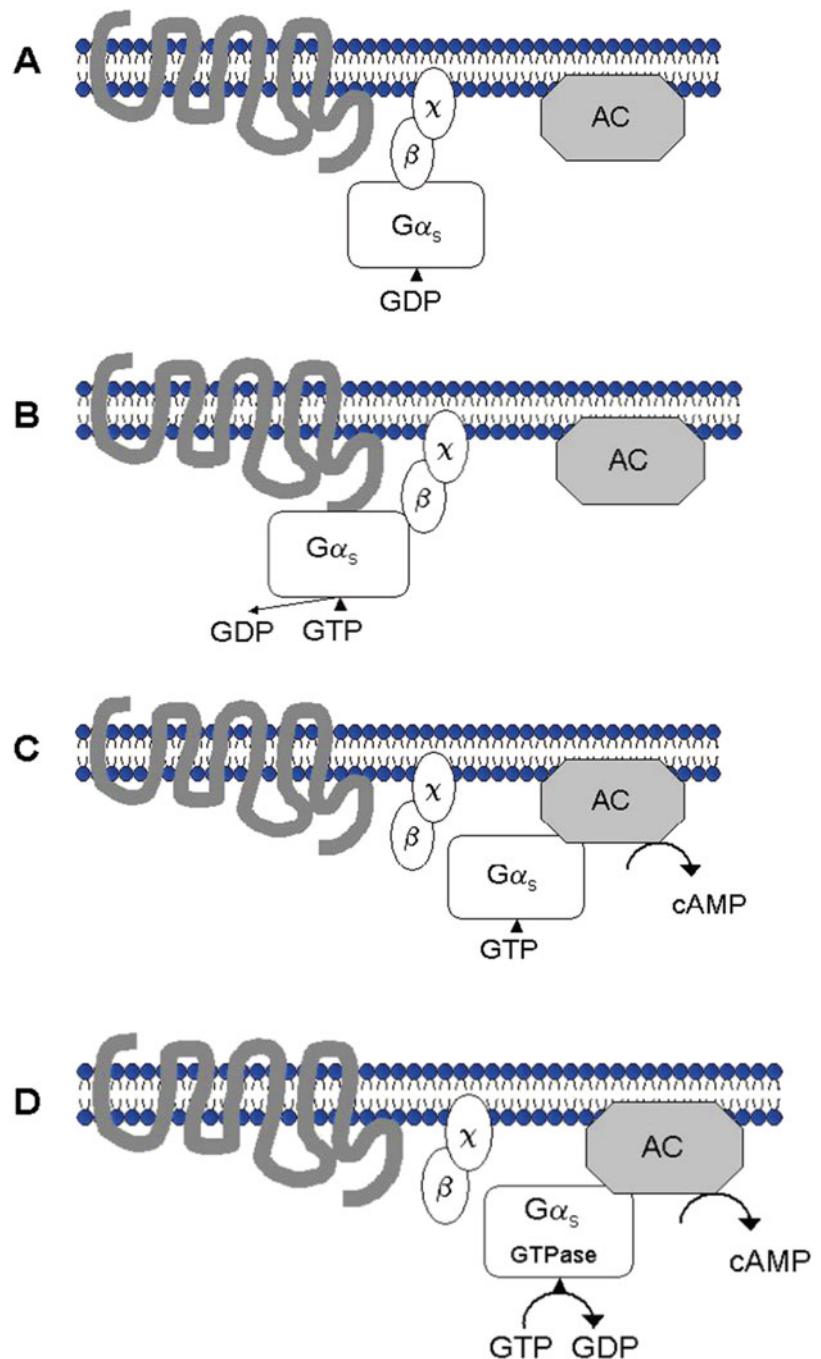 A
χ
AC
β
Gαs
GDP
B
χ
AC
β
Gαs
GDP GTP
C
χ
AC
β
Gαs
cAMP
GTP
D
χ
AC
β
Gαs
GTPase
cAMP
GTP GDP